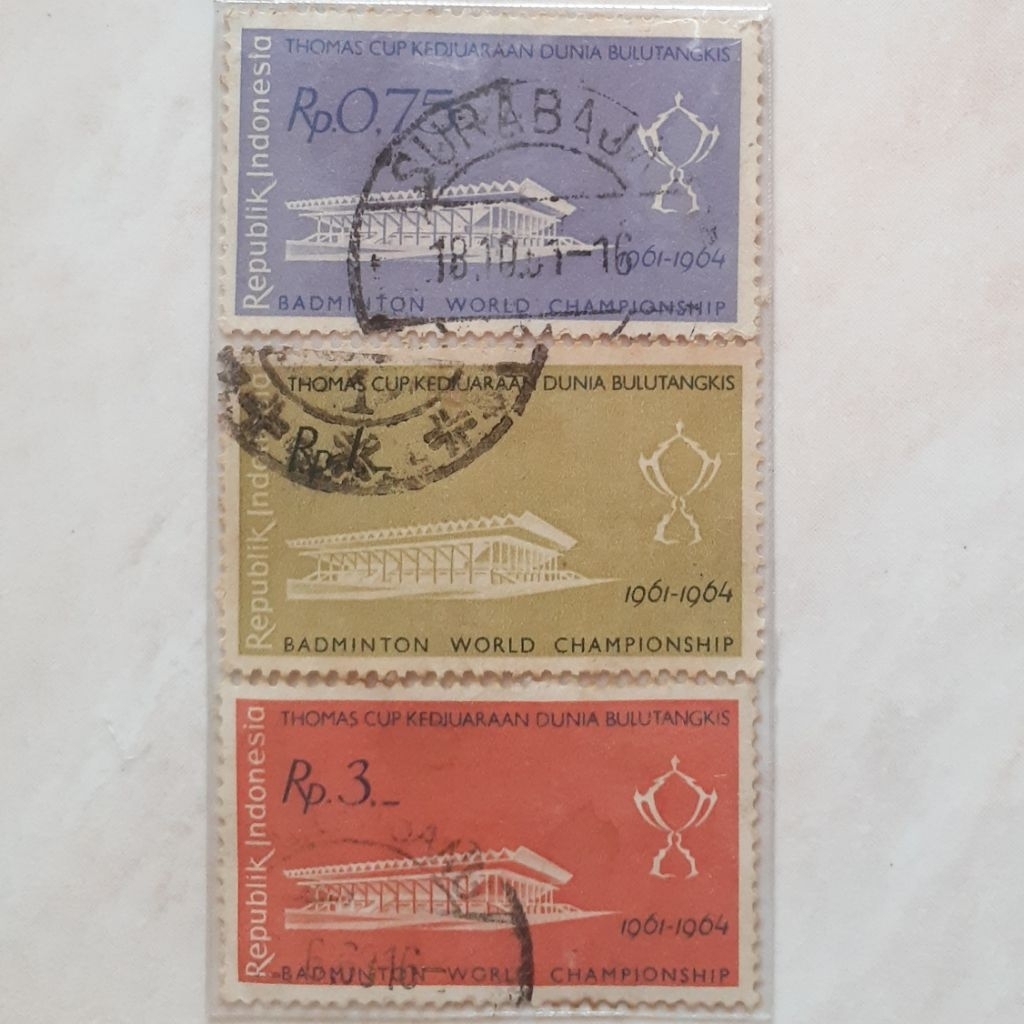 THOMAS CUP KEDJUARAAN DUNIA BULUTANGKIS
Republik Indonesia
Rp.0,75
SURABAJA
1961-1964
BADMINTON WORLD CHAMPIONSHIP
THOMAS CUP KEDJUARAAN DUNIA BULUTANGKIS
Republik Indonesia
Rp.1._
1961-1964
BADMINTON WORLD CHAMPIONSHIP
THOMAS CUP KEDJUARAAN DUNIA BULUTANGKIS
Republik Indonesia
Rp.3._
1961-1964
BADMINTON WORLD CHAMPIONSHIP